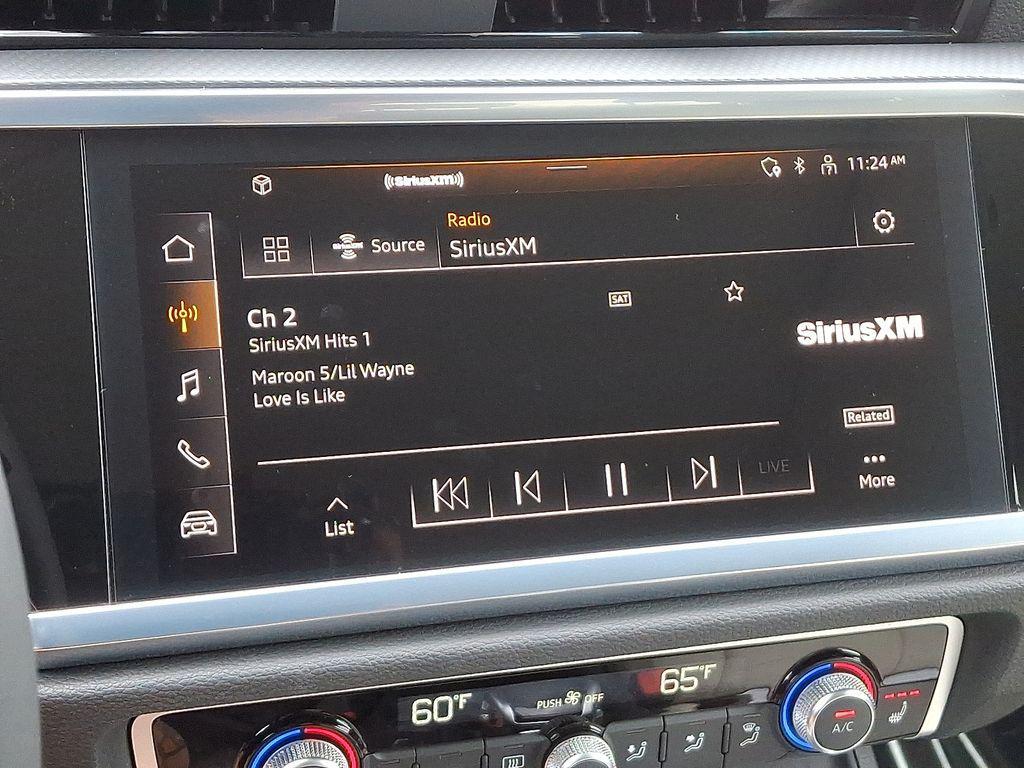 SiriusXM
11:24 AM
Radio
SiriusXM Source
SiriusXM
SAT
Ch 2
SiriusXM Hits 1
SiriusXM
Maroon 5/Lil Wayne
Love Is Like
Related
LIVE
More
List
60°F
PUSH OFF
65°F
A/C